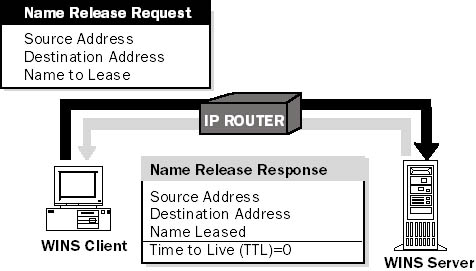 Name Release Request
Source Address
Destination Address
Name to Lease
IP ROUTER
Name Release Response
Source Address
Destination Address
Name Leased
Time to Live (TTL)=0
WINS Client
WINS Server